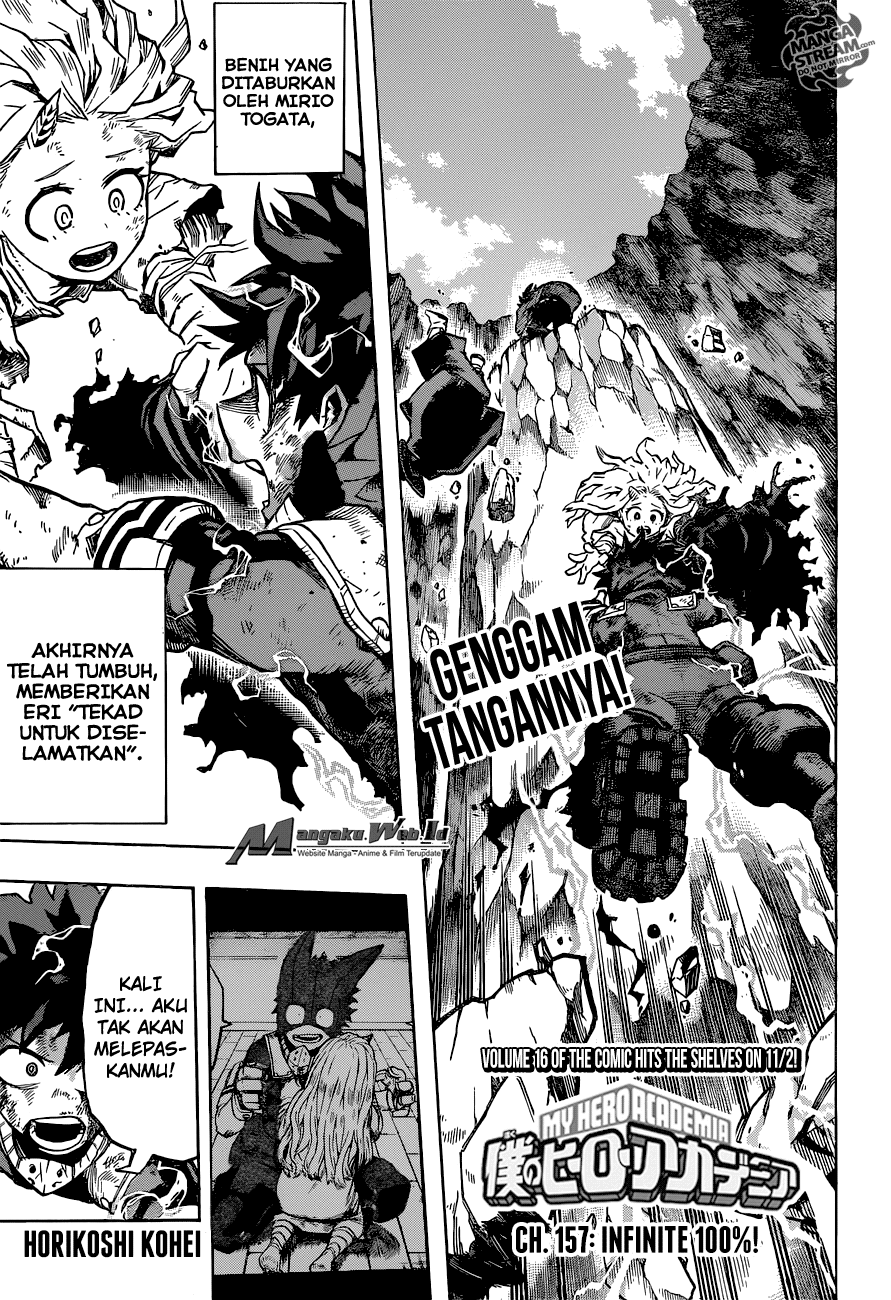 MANGA
STREAM.com
DO NOT MIRROR
GENGGAM
TANGANNYA!
VOLUME 16 OF THE COMIC HITS THE SHELVES ON 11/2!
MY HERO ACADEMIA
僕のヒーローアカデミア
CH. 157: INFINITE 100%!
BENIH YANG
DITABURKAN
OLEH MIRIO
TOGATA,
AKHIRNYA
TELAH TUMBUH,
MEMBERIKAN
ERI "TEKAD
UNTUK DISE-
LAMATKAN".
Mangaku.Web.Id
Website Manga - Anime & Film Terupdate
KALI
INI... AKU
TAK AKAN
MELEPAS-
KANMU!
HORIKOSHI KOHEI